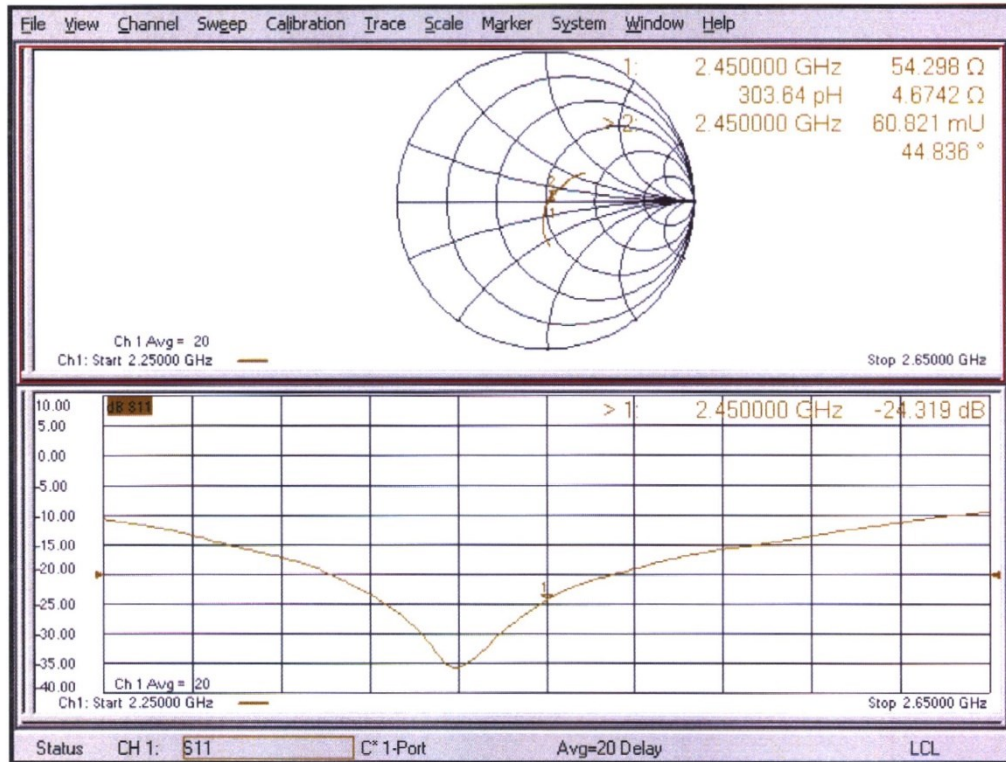 File View Channel Sweep Calibration Trace Scale Marker System Window Help
1: 2.450000 GHz 54.298 Ω
303.64 pH 4.6742 Ω
> 2: 2.450000 GHz 60.821 mU
44.836 °
2
1
Ch 1 Avg = 20
Ch1: Start 2.25000 GHz Stop 2.65000 GHz
10.00 dB S11 > 1: 2.450000 GHz -24.319 dB
5.00
0.00
-5.00
-10.00
-15.00
-20.00
1
-25.00
-30.00
-35.00
-40.00 Ch 1 Avg = 20
Ch1: Start 2.25000 GHz Stop 2.65000 GHz
Status CH 1: S11 C* 1-Port Avg=20 Delay LCL